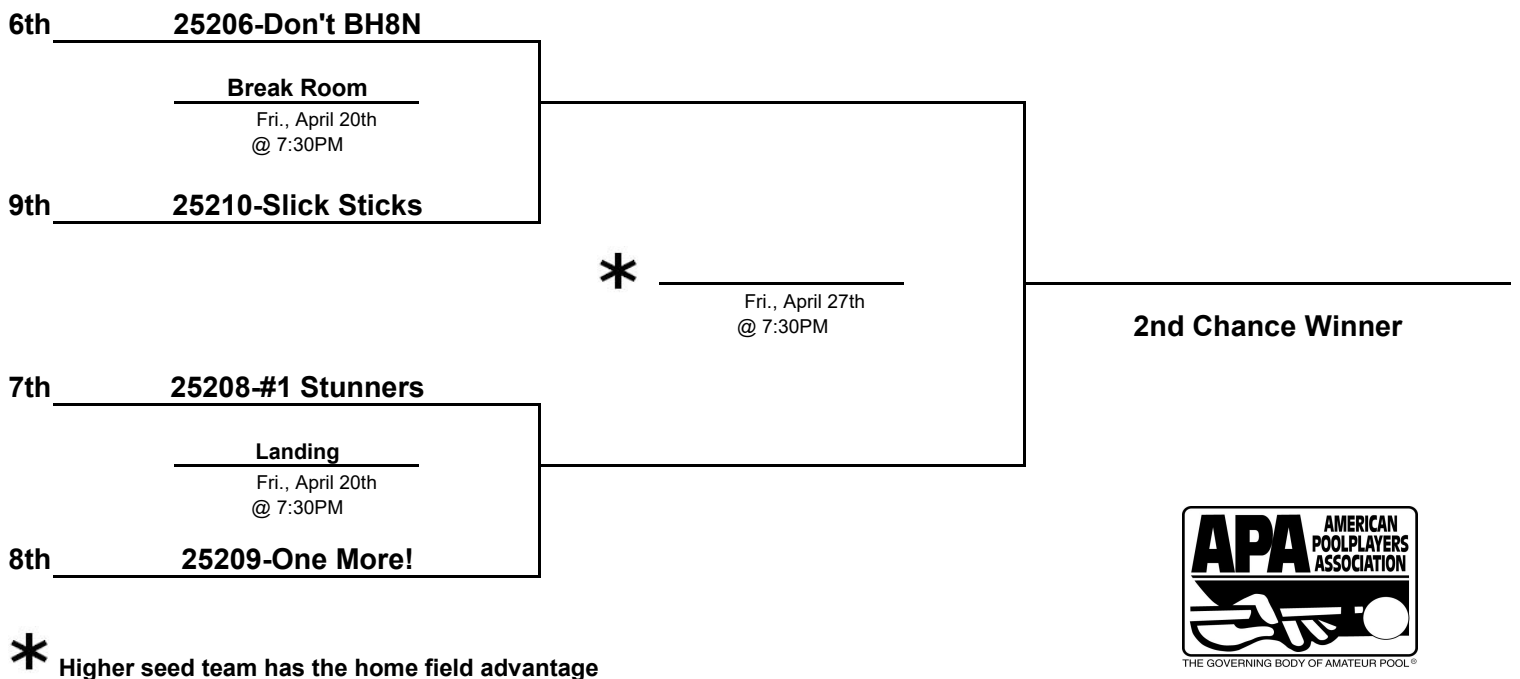 6th 25206-Don't BH8N
Break Room
Fri., April 20th
@ 7:30PM
9th 25210-Slick Sticks
*
Fri., April 27th
@ 7:30PM
2nd Chance Winner
7th 25208-#1 Stunners
Landing
Fri., April 20th
@ 7:30PM
8th 25209-One More!
* Higher seed team has the home field advantage
APA AMERICAN
POOLPLAYERS
ASSOCIATION
THE GOVERNING BODY OF AMATEUR POOL®